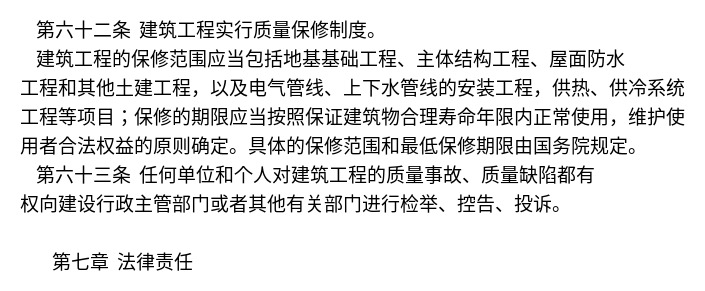 第六十二条 建筑工程实行质量保修制度。
建筑工程的保修范围应当包括地基基础工程、主体结构工程、屋面防水
工程和其他土建工程，以及电气管线、上下水管线的安装工程，供热、供冷系统
工程等项目；保修的期限应当按照保证建筑物合理寿命年限内正常使用，维护使
用者合法权益的原则确定。具体的保修范围和最低保修期限由国务院规定。
第六十三条 任何单位和个人对建筑工程的质量事故、质量缺陷都有
权向建设行政主管部门或者其他有关部门进行检举、控告、投诉。
第七章 法律责任